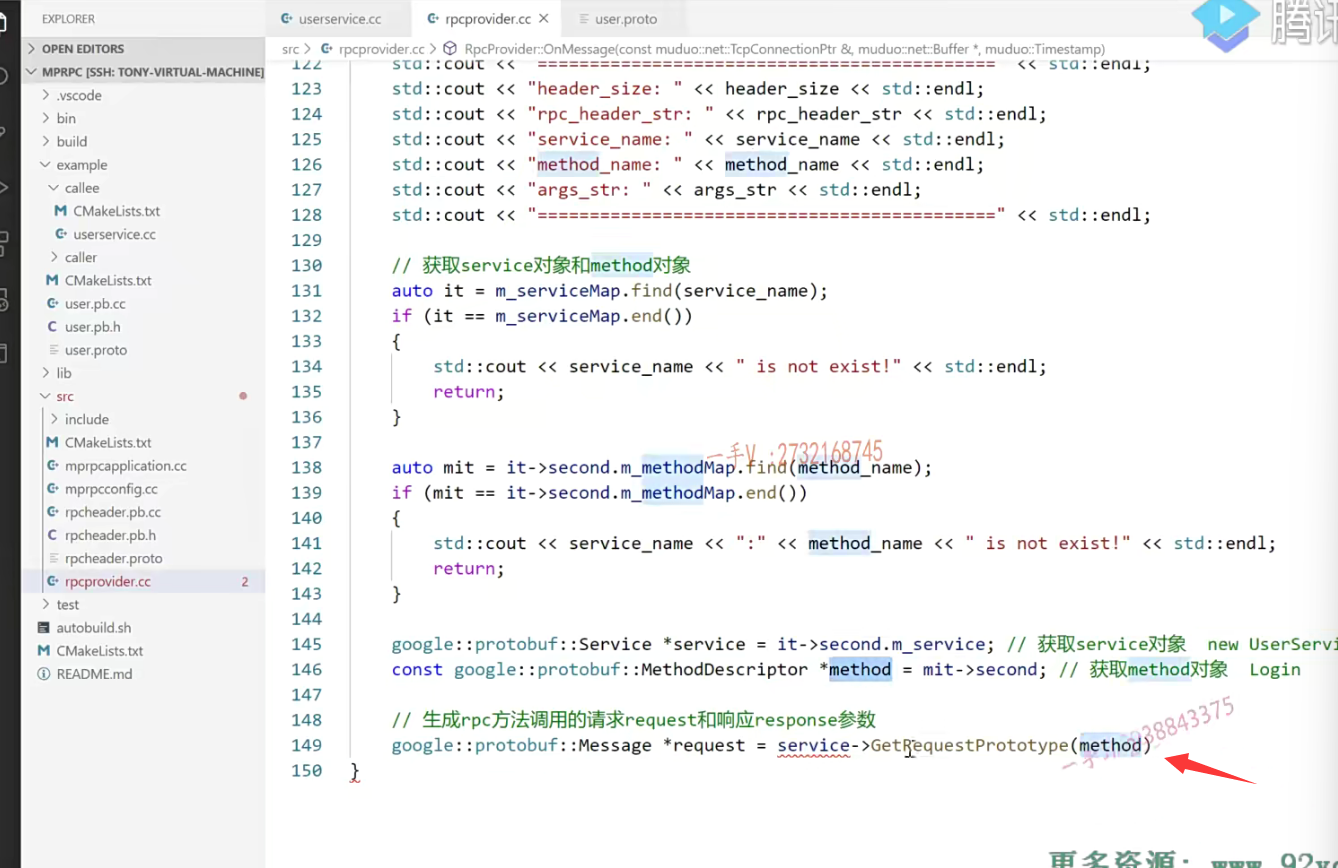 EXPLORER
OPEN EDITORS
MPRPC [SSH: TONY-VIRTUAL-MACHINE]
.vscode
bin
build
example
callee
CMakeLists.txt
userservice.cc
caller
CMakeLists.txt
user.pb.cc
user.pb.h
user.proto
lib
src
include
CMakeLists.txt
mprpcapplication.cc
mprpcconfig.cc
rpcheader.pb.cc
rpcheader.pb.h
rpcheader.proto
rpcprovider.cc 2
test
autobuild.sh
CMakeLists.txt
README.md
userservice.cc rpcprovider.cc user.proto
腾讯
src > rpcprovider.cc > RpcProvider::OnMessage(const muduo::net::TcpConnectionPtr &, muduo::net::Buffer *, muduo::Timestamp)
122 std::cout << "============================================" << std::endl;
123 std::cout << "header_size: " << header_size << std::endl;
124 std::cout << "rpc_header_str: " << rpc_header_str << std::endl;
125 std::cout << "service_name: " << service_name << std::endl;
126 std::cout << "method_name: " << method_name << std::endl;
127 std::cout << "args_str: " << args_str << std::endl;
128 std::cout << "============================================" << std::endl;
129
130 // 获取service对象和method对象
131 auto it = m_serviceMap.find(service_name);
132 if (it == m_serviceMap.end())
133 {
134 std::cout << service_name << " is not exist!" << std::endl;
135 return;
136 }
137
一手V :2732168745
138 auto mit = it->second.m_methodMap.find(method_name);
139 if (mit == it->second.m_methodMap.end())
140 {
141 std::cout << service_name << ":" << method_name << " is not exist!" << std::endl;
142 return;
143 }
144
145 google::protobuf::Service *service = it->second.m_service; // 获取service对象 new UserServi
146 const google::protobuf::MethodDescriptor *method = mit->second; // 获取method对象 Login
147
148 // 生成rpc方法调用的请求request和响应response参数
149 google::protobuf::Message *request = service->GetRequestPrototype(method)
150 }
更多资源: www.92